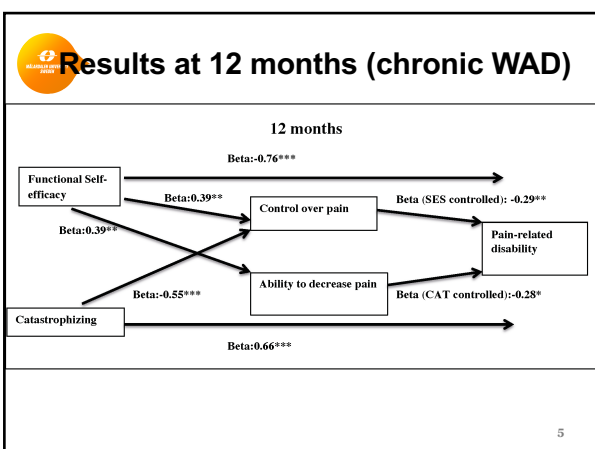 Results at 12 months (chronic WAD)
12 months
Beta:-0.76***
Functional Self-
efficacy
Beta:0.39**
Control over pain
Beta (SES controlled): -0.29**
Pain-related
disability
Beta:0.39**
Ability to decrease pain
Beta:-0.55***
Beta (CAT controlled):-0.28*
Catastrophizing
Beta:0.66***
5